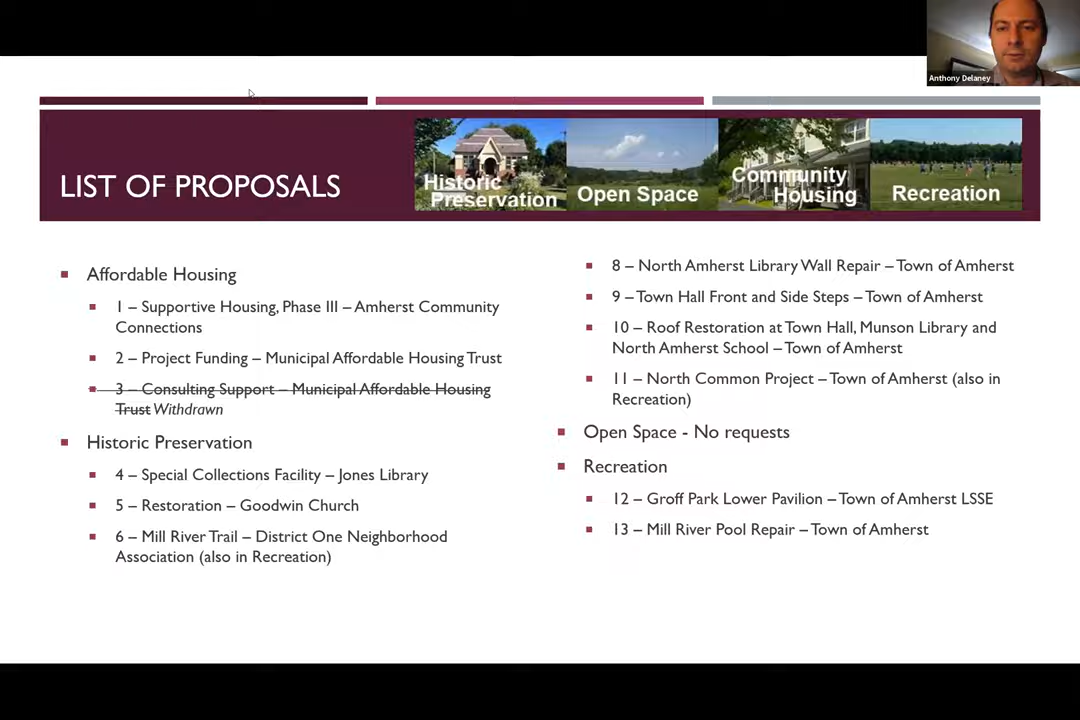 Anthony Delaney
LIST OF PROPOSALS
Historic
Preservation
Open Space
Community
Housing
Recreation
Affordable Housing
1 – Supportive Housing, Phase III – Amherst Community
Connections
2 – Project Funding – Municipal Affordable Housing Trust
3 – Consulting Support – Municipal Affordable Housing
Trust Withdrawn
Historic Preservation
4 – Special Collections Facility – Jones Library
5 – Restoration – Goodwin Church
6 – Mill River Trail – District One Neighborhood
Association (also in Recreation)
8 – North Amherst Library Wall Repair – Town of Amherst
9 – Town Hall Front and Side Steps – Town of Amherst
10 – Roof Restoration at Town Hall, Munson Library and
North Amherst School – Town of Amherst
11 – North Common Project – Town of Amherst (also in
Recreation)
Open Space - No requests
Recreation
12 – Groff Park Lower Pavilion – Town of Amherst LSSE
13 – Mill River Pool Repair – Town of Amherst